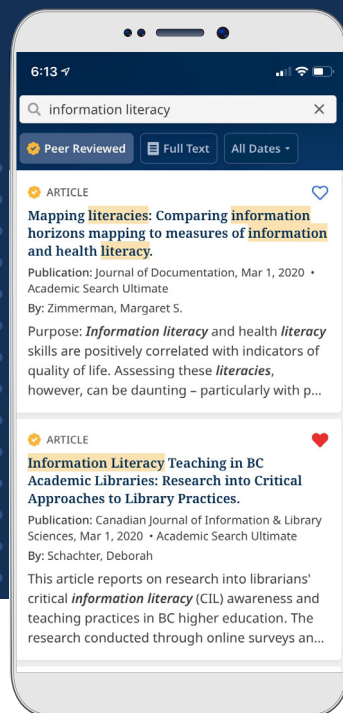 6:13
information literacy
Peer Reviewed
Full Text
All Dates
ARTICLE
Mapping literacies: Comparing information
horizons mapping to measures of information
and health literacy.
Publication: Journal of Documentation, Mar 1, 2020 •
Academic Search Ultimate
By: Zimmerman, Margaret S.
Purpose: Information literacy and health literacy
skills are positively correlated with indicators of
quality of life. Assessing these literacies,
however, can be daunting – particularly with p...
ARTICLE
Information Literacy Teaching in BC
Academic Libraries: Research into Critical
Approaches to Library Practices.
Publication: Canadian Journal of Information & Library
Sciences, Mar 1, 2020 • Academic Search Ultimate
By: Schachter, Deborah
This article reports on research into librarians'
critical information literacy (CIL) awareness and
teaching practices in BC higher education. The
research conducted through online surveys an...